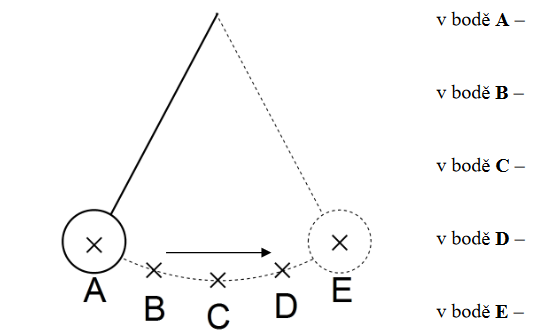 v bodě A –
v bodě B –
v bodě C –
v bodě D –
v bodě E –
A
B
C
D
E